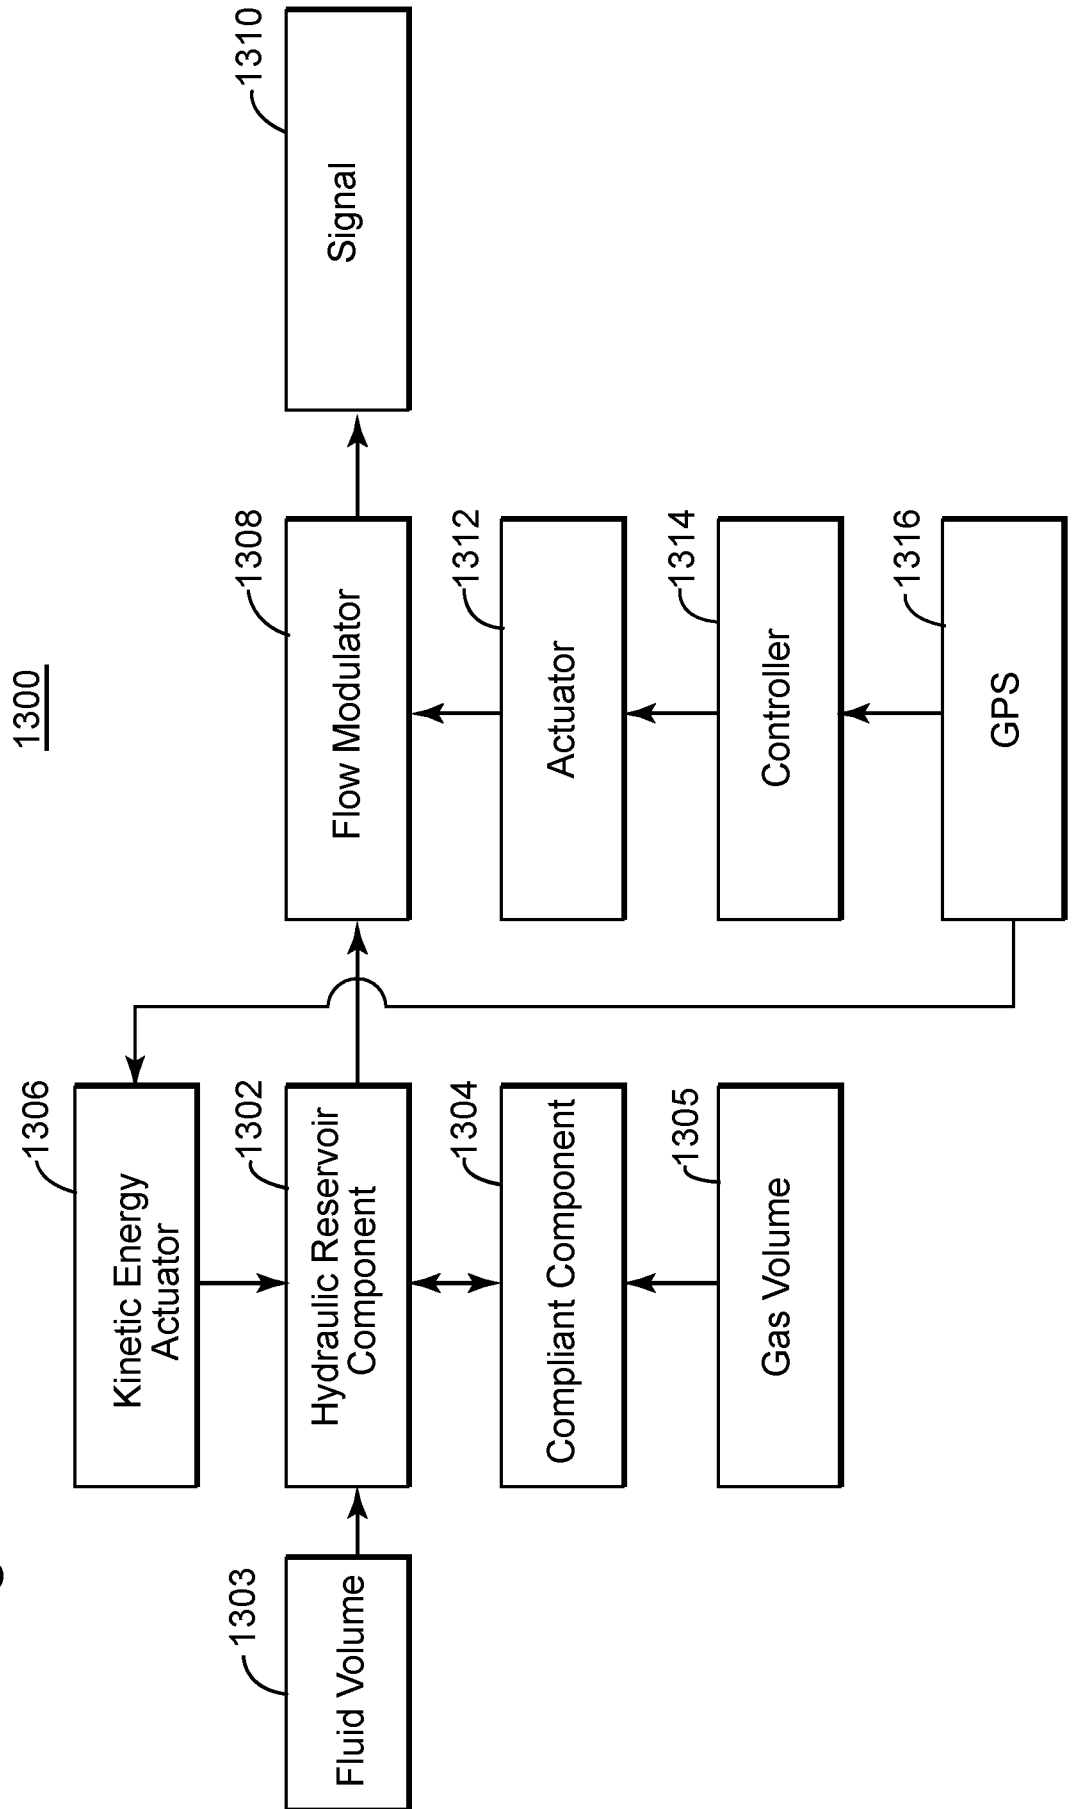 1300
1306
Kinetic Energy
Actuator
1303
Fluid Volume
1302
Hydraulic Reservoir
Component
1308
Flow Modulator
1310
Signal
1304
Compliant Component
1312
Actuator
1305
Gas Volume
1314
Controller
1316
GPS